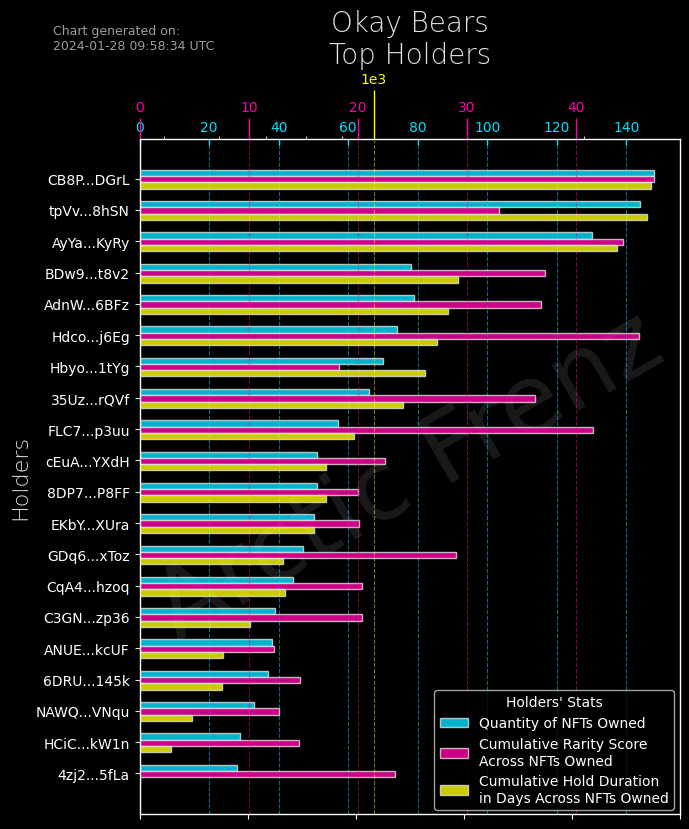 Chart generated on:
2024-01-28 09:58:34 UTC
Okay Bears
Top Holders
1e3
0 10 20 30 40
0 20 40 60 80 100 120 140
CB8P...DGrL
tpVv...8hSN
AyYa...KyRy
BDw9...t8v2
AdnW...6BFz
Hdco...j6Eg
Hbyo...1tYg
35Uz...rQVf
FLC7...p3uu
cEuA...YXdH
8DP7...P8FF
EKbY...XUra
GDq6...xToz
CqA4...hzoq
C3GN...zp36
ANUE...kcUF
6DRU...145k
NAWQ...VNqu
HCiC...kW1n
4zj2...5fLa
Holders
Arctic Frenz
Holders' Stats
Quantity of NFTs Owned
Cumulative Rarity Score
Across NFTs Owned
Cumulative Hold Duration
in Days Across NFTs Owned